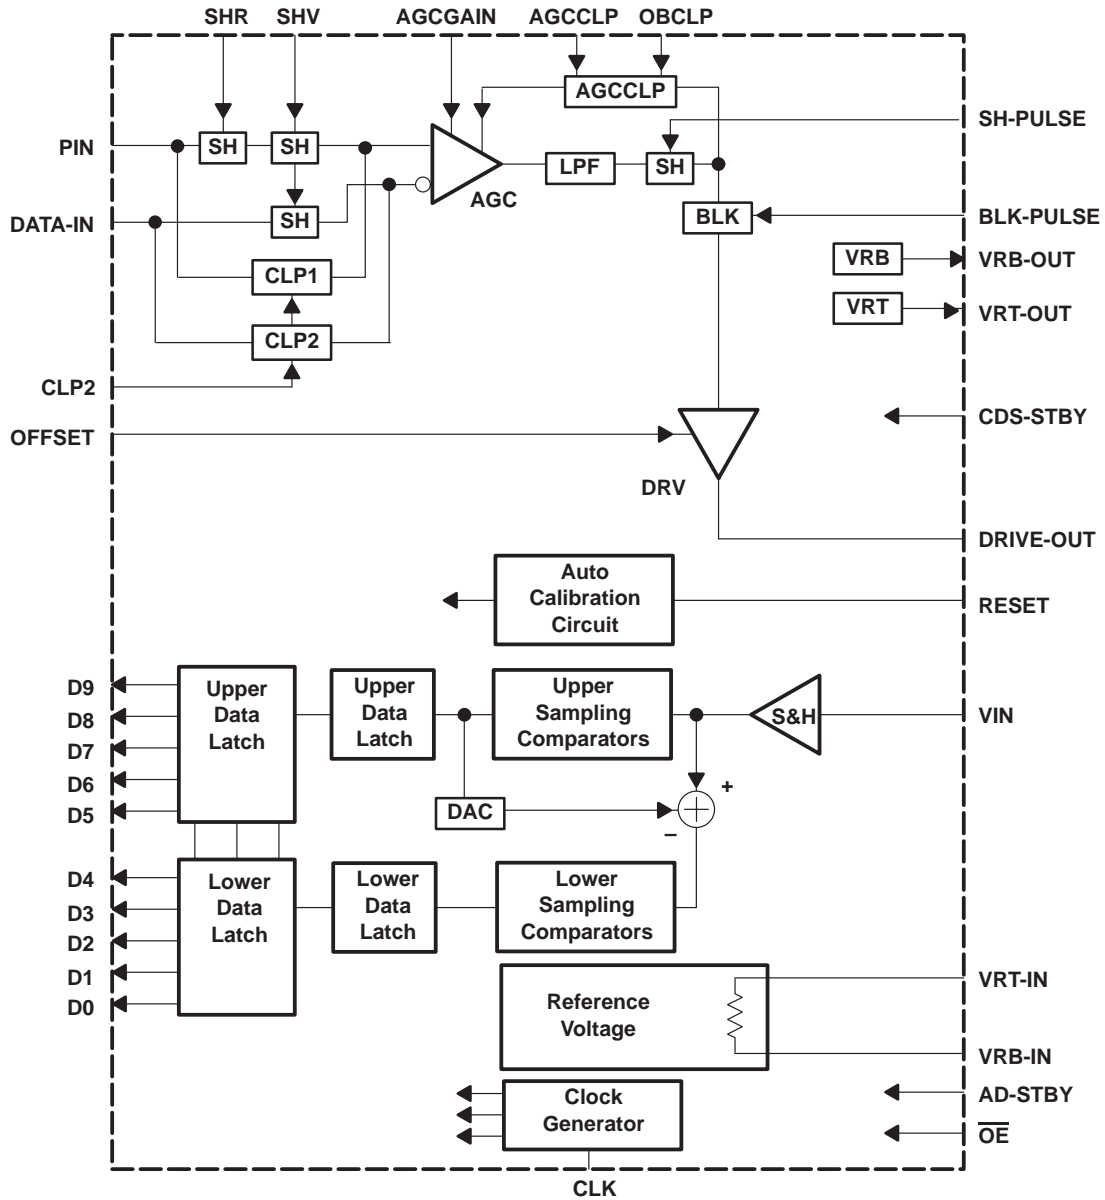 SHR SHV AGCGAIN AGCCLP OBCLP
AGCCLP
SH-PULSE
PIN SH SH LPF SH
AGC
DATA-IN SH BLK BLK-PULSE
VRB VRB-OUT
CLP1
VRT VRT-OUT
CLP2
CLP2
CDS-STBY
OFFSET
DRV
DRIVE-OUT
Auto
Calibration
Circuit
RESET
D9
D8
D7
D6
D5
Upper
Data
Latch
Upper
Data
Latch
Upper
Sampling
Comparators
S&H
VIN
DAC
+
−
D4
D3
D2
D1
D0
Lower
Data
Latch
Lower
Data
Latch
Lower
Sampling
Comparators
Reference
Voltage
VRT-IN
VRB-IN
Clock
Generator
AD-STBY
O̅E̅
CLK